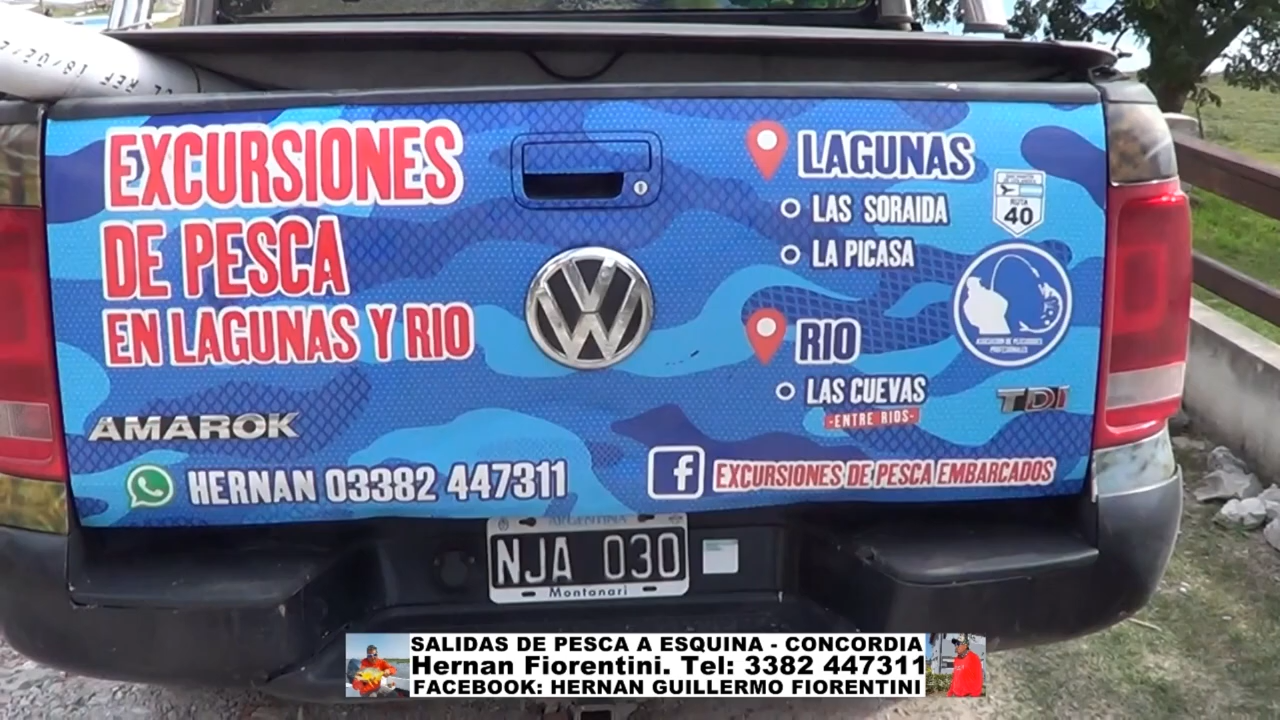 EXCURSIONES
DE PESCA
EN LAGUNAS Y RIO
AMAROK
HERNAN 03382 447311
LAGUNAS
LAS SORAIDA
LA PICASA
RUTA
40
RIO
LAS CUEVAS
-ENTRE RIOS-
TDI
f EXCURSIONES DE PESCA EMBARCADOS
ARGENTINA
NJA 030
Montanari
SALIDAS DE PESCA A ESQUINA - CONCORDIA
Hernan Fiorentini. Tel: 3382 447311
FACEBOOK: HERNAN GUILLERMO FIORENTINI